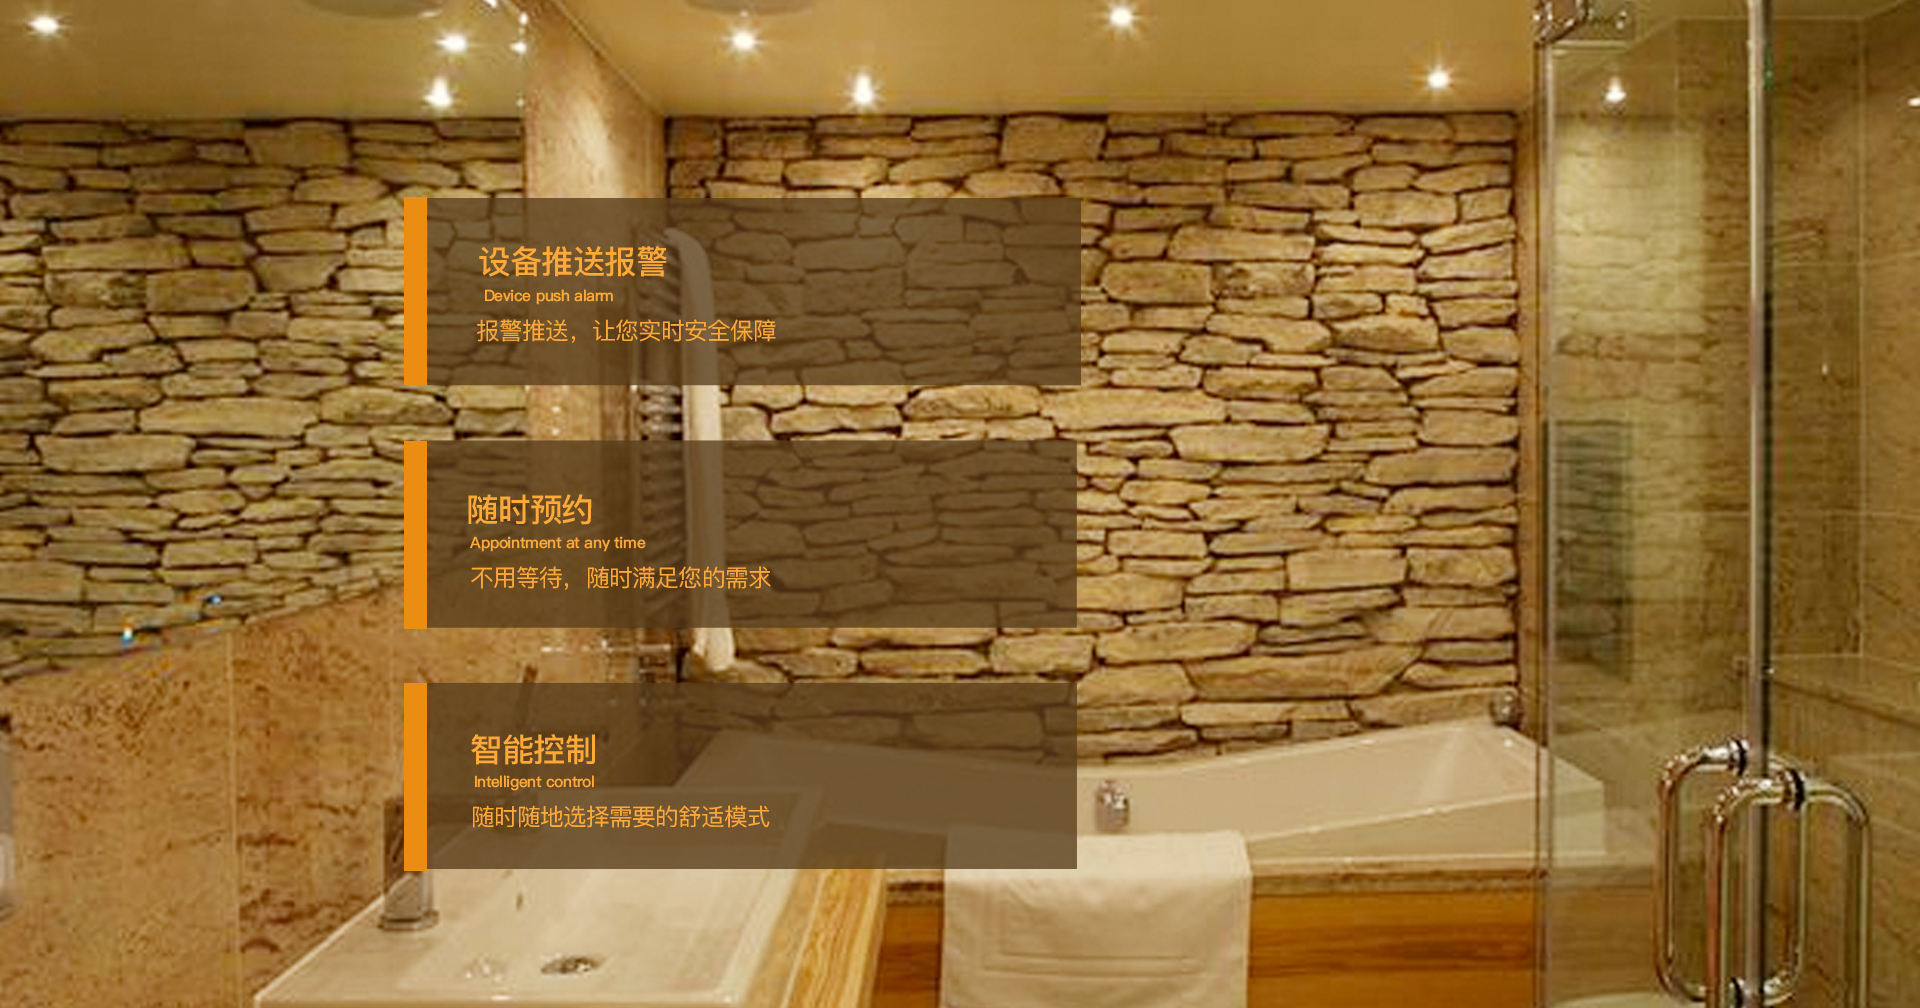 设备推送报警
Device push alarm
报警推送，让您实时安全保障
随时预约
Appointment at any time
不用等待，随时满足您的需求
智能控制
Intelligent control
随时随地选择需要的舒适模式